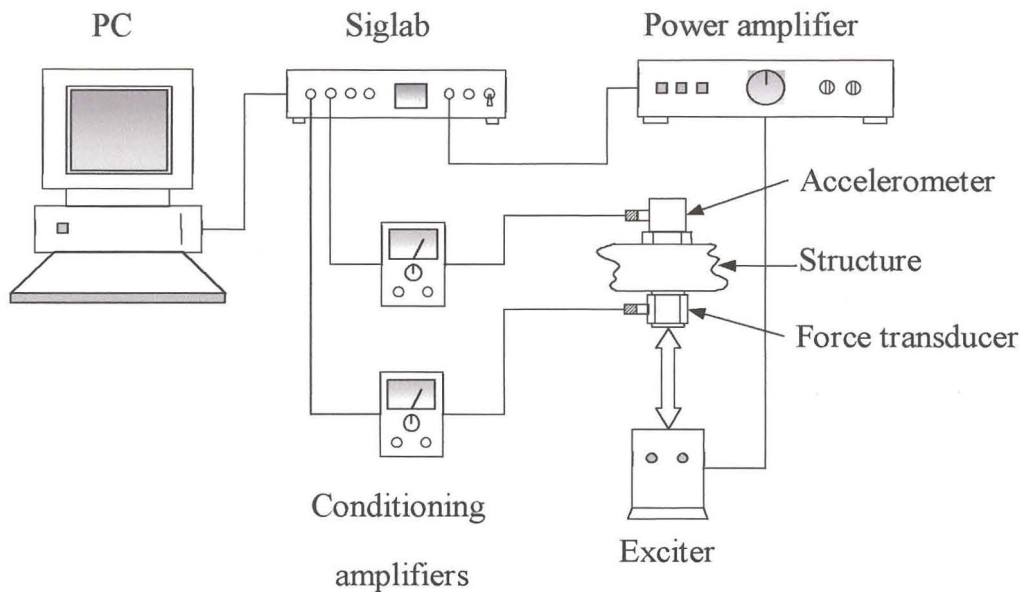 PC
Siglab
Power amplifier
Accelerometer
Structure
Force transducer
Conditioning
amplifiers
Exciter